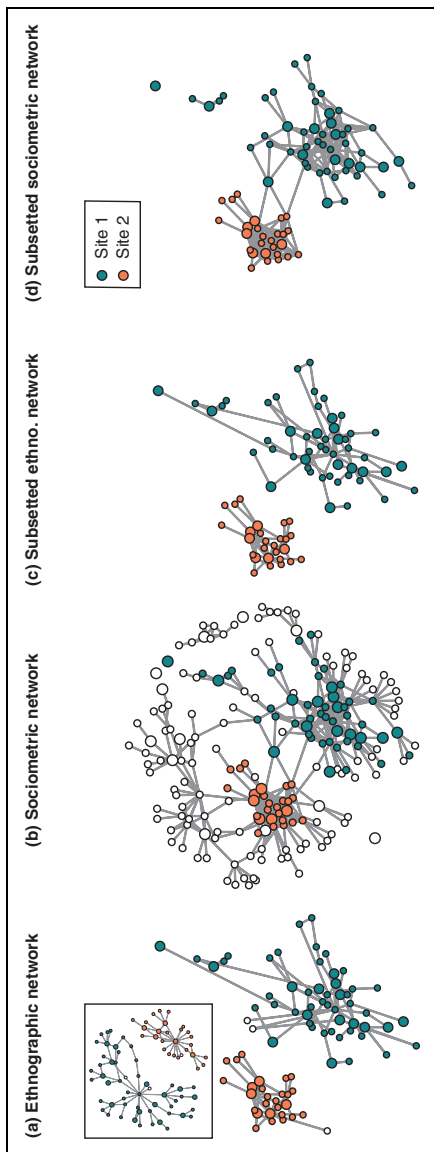 (a) Ethnographic network
(b) Sociometric network
(c) Subsetted ethno. network
(d) Subsetted sociometric network
Site 1
Site 2